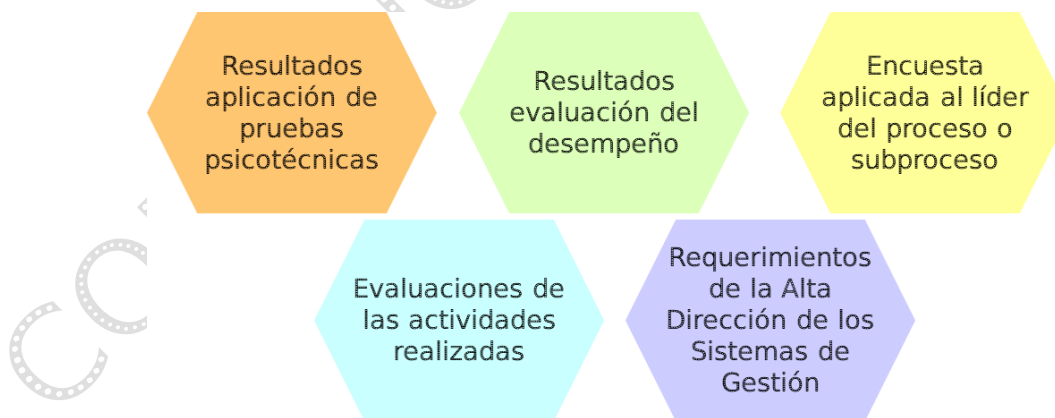 Resultados
aplicación de
pruebas
psicotécnicas
Resultados
evaluación del
desempeño
Encuesta
aplicada al líder
del proceso o
subproceso
Evaluaciones de
las actividades
realizadas
Requerimientos
de la Alta
Dirección de los
Sistemas de
Gestión